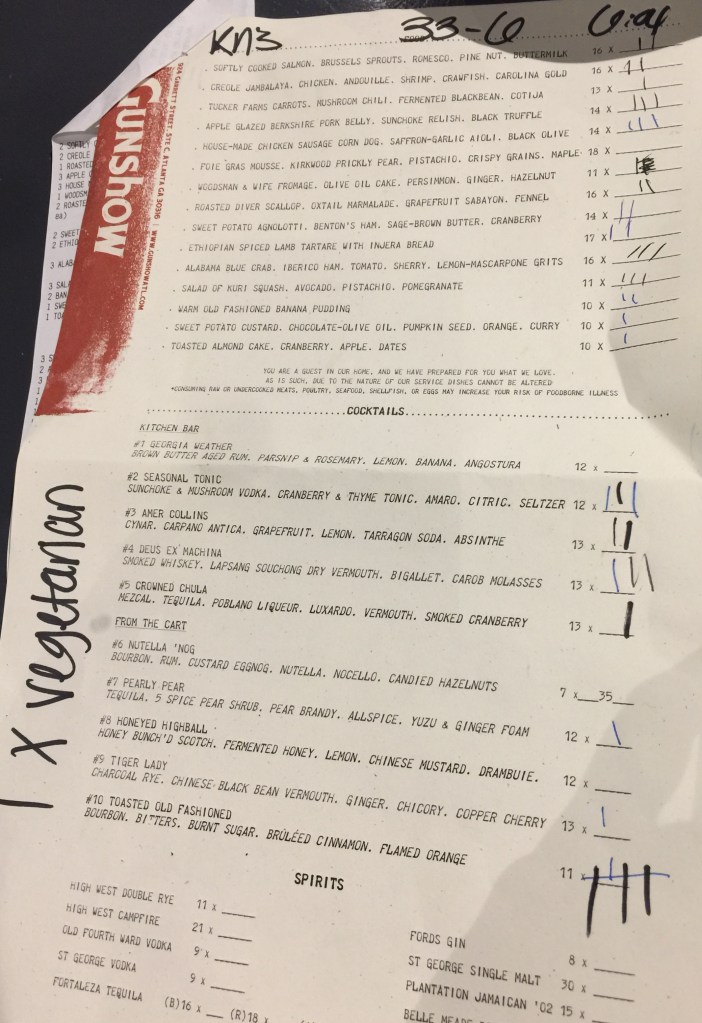 KN3 33-6
FOOD
. SOFTLY COOKED SALMON. BRUSSELS SPROUTS. ROMESCO. PINE NUT. BUTTERMILK 16 X
. CREOLE JAMBALAYA. CHICKEN. ANDOUILLE. SHRIMP. CRAWFISH. CAROLINA GOLD 16 X
. TUCKER FARMS CARROTS. MUSHROOM CHILI. FERMENTED BLACKBEAN. COTIJA 13 X
. APPLE GLAZED BERKSHIRE PORK BELLY. SUNCHOKE RELISH. BLACK TRUFFLE 14 X
. HOUSE-MADE CHICKEN SAUSAGE CORN DOG. SAFFRON-GARLIC AIOLI. BLACK OLIVE 14 X
. FOIE GRAS MOUSSE. KIRKWOOD PRICKLY PEAR. PISTACHIO. CRISPY GRAINS. MAPLE 18 X
. WOODSMAN & WIFE FROMAGE. OLIVE OIL CAKE. PERSIMMON. GINGER. HAZELNUT 11 X
. ROASTED DIVER SCALLOP. OXTAIL MARMALADE. GRAPEFRUIT SABAYON. FENNEL 16 X
. SWEET POTATO AGNOLOTTI. BENTON'S HAM. SAGE-BROWN BUTTER. CRANBERRY 14 X
. ETHIOPIAN SPICED LAMB TARTARE WITH INJERA BREAD 17 X
. ALABAMA BLUE CRAB. IBERICO HAM. TOMATO. SHERRY. LEMON-MASCARPONE GRITS 16 X
. SALAD OF KURI SQUASH. AVOCADO. PISTACHIO. POMEGRANATE 11 X
. WARM OLD FASHIONED BANANA PUDDING 10 X
. SWEET POTATO CUSTARD. CHOCOLATE-OLIVE OIL. PUMPKIN SEED. ORANGE. CURRY 10 X
. TOASTED ALMOND CAKE. CRANBERRY. APPLE. DATES 10 X
YOU ARE A GUEST IN OUR HOME, AND WE HAVE PREPARED FOR YOU WHAT WE LOVE.
AS IS SUCH, DUE TO THE NATURE OF OUR SERVICE DISHES CANNOT BE ALTERED
*CONSUMING RAW OR UNDERCOOKED MEATS, POULTRY, SEAFOOD, SHELLFISH, OR EGGS MAY INCREASE YOUR RISK OF FOODBORNE ILLNESS
GUNSHOW
924 GARRETT STREET, STE C, ATLANTA GA 30316 | WWW.GUNSHOWATL.COM
COCKTAILS
KITCHEN BAR
#1 GEORGIA WEATHER
BROWN BUTTER AGED RUM. PARSNIP & ROSEMARY. LEMON. BANANA. ANGOSTURA 12 X
#2 SEASONAL TONIC
SUNCHOKE & MUSHROOM VODKA. CRANBERRY & THYME TONIC. AMARO. CITRIC. SELTZER 12 X
#3 AMER COLLINS
CYNAR. CARPANO ANTICA. GRAPEFRUIT. LEMON. TARRAGON SODA. ABSINTHE 13 X
#4 DEUS EX MACHINA
SMOKED WHISKEY. LAPSANG SOUCHONG DRY VERMOUTH. BIGALLET. CAROB MOLASSES 13 X
#5 CROWNED CHULA
MEZCAL. TEQUILA. POBLANO LIQUEUR. LUXARDO. VERMOUTH. SMOKED CRANBERRY 13 X
FROM THE CART
#6 NUTELLA 'NOG
BOURBON. RUM. CUSTARD EGGNOG. NUTELLA. NOCELLO. CANDIED HAZELNUTS 7 X___35__
#7 PEARLY PEAR
TEQUILA. 5 SPICE PEAR SHRUB. PEAR BRANDY. ALLSPICE. YUZU & GINGER FOAM 12 X
#8 HONEYED HIGHBALL
HONEY BUNCH'D SCOTCH. FERMENTED HONEY. LEMON. CHINESE MUSTARD. DRAMBUIE. 12 X
#9 TIGER LADY
CHARCOAL RYE. CHINESE BLACK BEAN VERMOUTH. GINGER. CHICORY. COPPER CHERRY 13 X
#10 TOASTED OLD FASHIONED
BOURBON. BITTERS. BURNT SUGAR. BRÛLÉED CINNAMON. FLAMED ORANGE 11 X
1 X vegetarian
SPIRITS
HIGH WEST DOUBLE RYE 11 X
HIGH WEST CAMPFIRE 21 X
OLD FOURTH WARD VODKA 9 X
ST GEORGE VODKA 9 X
FORTALEZA TEQUILA (B)16 X ___ (R)18 X
FORDS GIN 8 X
ST GEORGE SINGLE MALT 30 X
PLANTATION JAMAICAN '02 15 X
BELLE MEADE